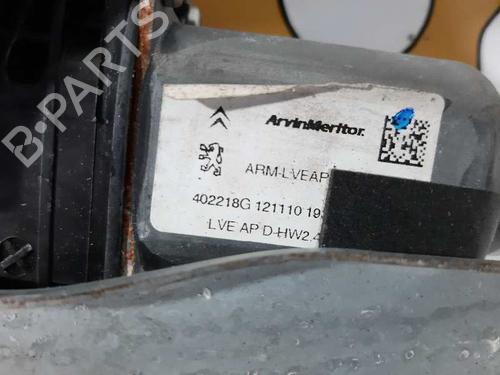 B-PARTS
ArvinMeritor.
ARM-LVEAP
402218G 121110 19
LVE AP D-HW2.4